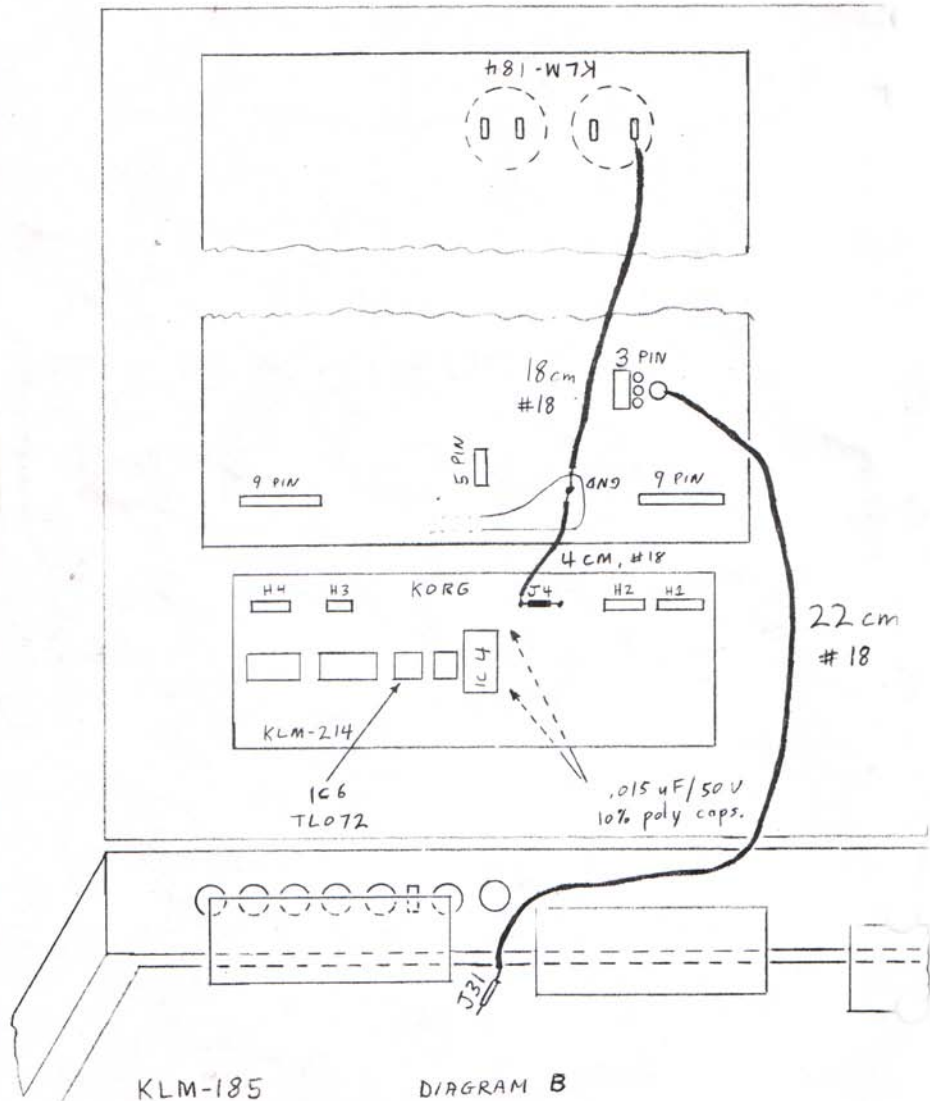 KLM-184
3 PIN
18cm
#18
5 PIN
9 PIN
GND
9 PIN
4 CM, #18
H4
H3
KORG
J4
H2
H1
22 cm
# 18
IC 4
KLM-214
IC6
TL072
.015 uF/50 V
10% poly caps.
J31
KLM-185
DIAGRAM B